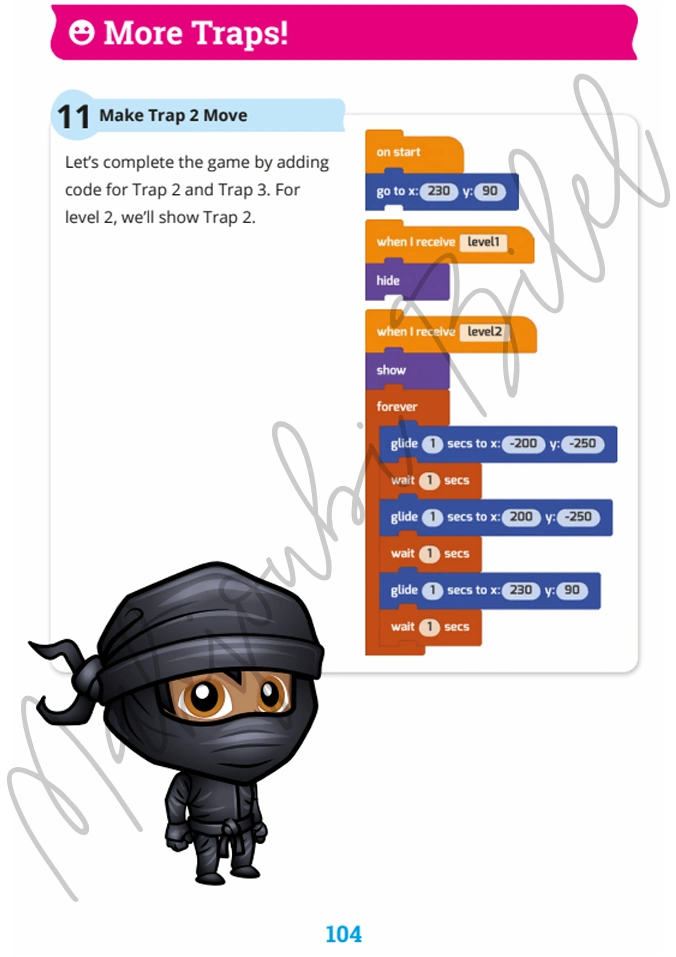 More Traps!
11 Make Trap 2 Move
Let's complete the game by adding
code for Trap 2 and Trap 3. For
level 2, we'll show Trap 2.
on start
go to x: 230 y: 90
when I receive level1
hide
when I receive level2
show
forever
glide 1 secs to x: -200 y: -250
wait 1 secs
glide 1 secs to x: 200 y: -250
wait 1 secs
glide 1 secs to x: 230 y: 90
wait 1 secs
104